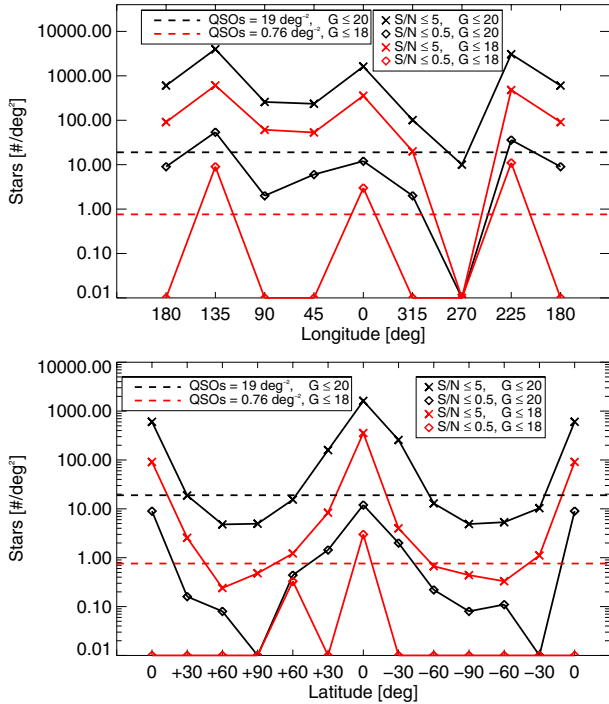 QSOs = 19 deg⁻², G ≤ 20
QSOs = 0.76 deg⁻², G ≤ 18
S/N ≤ 5, G ≤ 20
S/N ≤ 0.5, G ≤ 20
S/N ≤ 5, G ≤ 18
S/N ≤ 0.5, G ≤ 18
10000.00
1000.00
100.00
10.00
1.00
0.10
0.01
Stars [#/deg²]
180 135 90 45 0 315 270 225 180
Longitude [deg]
QSOs = 19 deg⁻², G ≤ 20
QSOs = 0.76 deg⁻², G ≤ 18
S/N ≤ 5, G ≤ 20
S/N ≤ 0.5, G ≤ 20
S/N ≤ 5, G ≤ 18
S/N ≤ 0.5, G ≤ 18
10000.00
1000.00
100.00
10.00
1.00
0.10
0.01
Stars [#/deg²]
0 +30 +60 +90 +60 +30 0 −30 −60 −90 −60 −30 0
Latitude [deg]